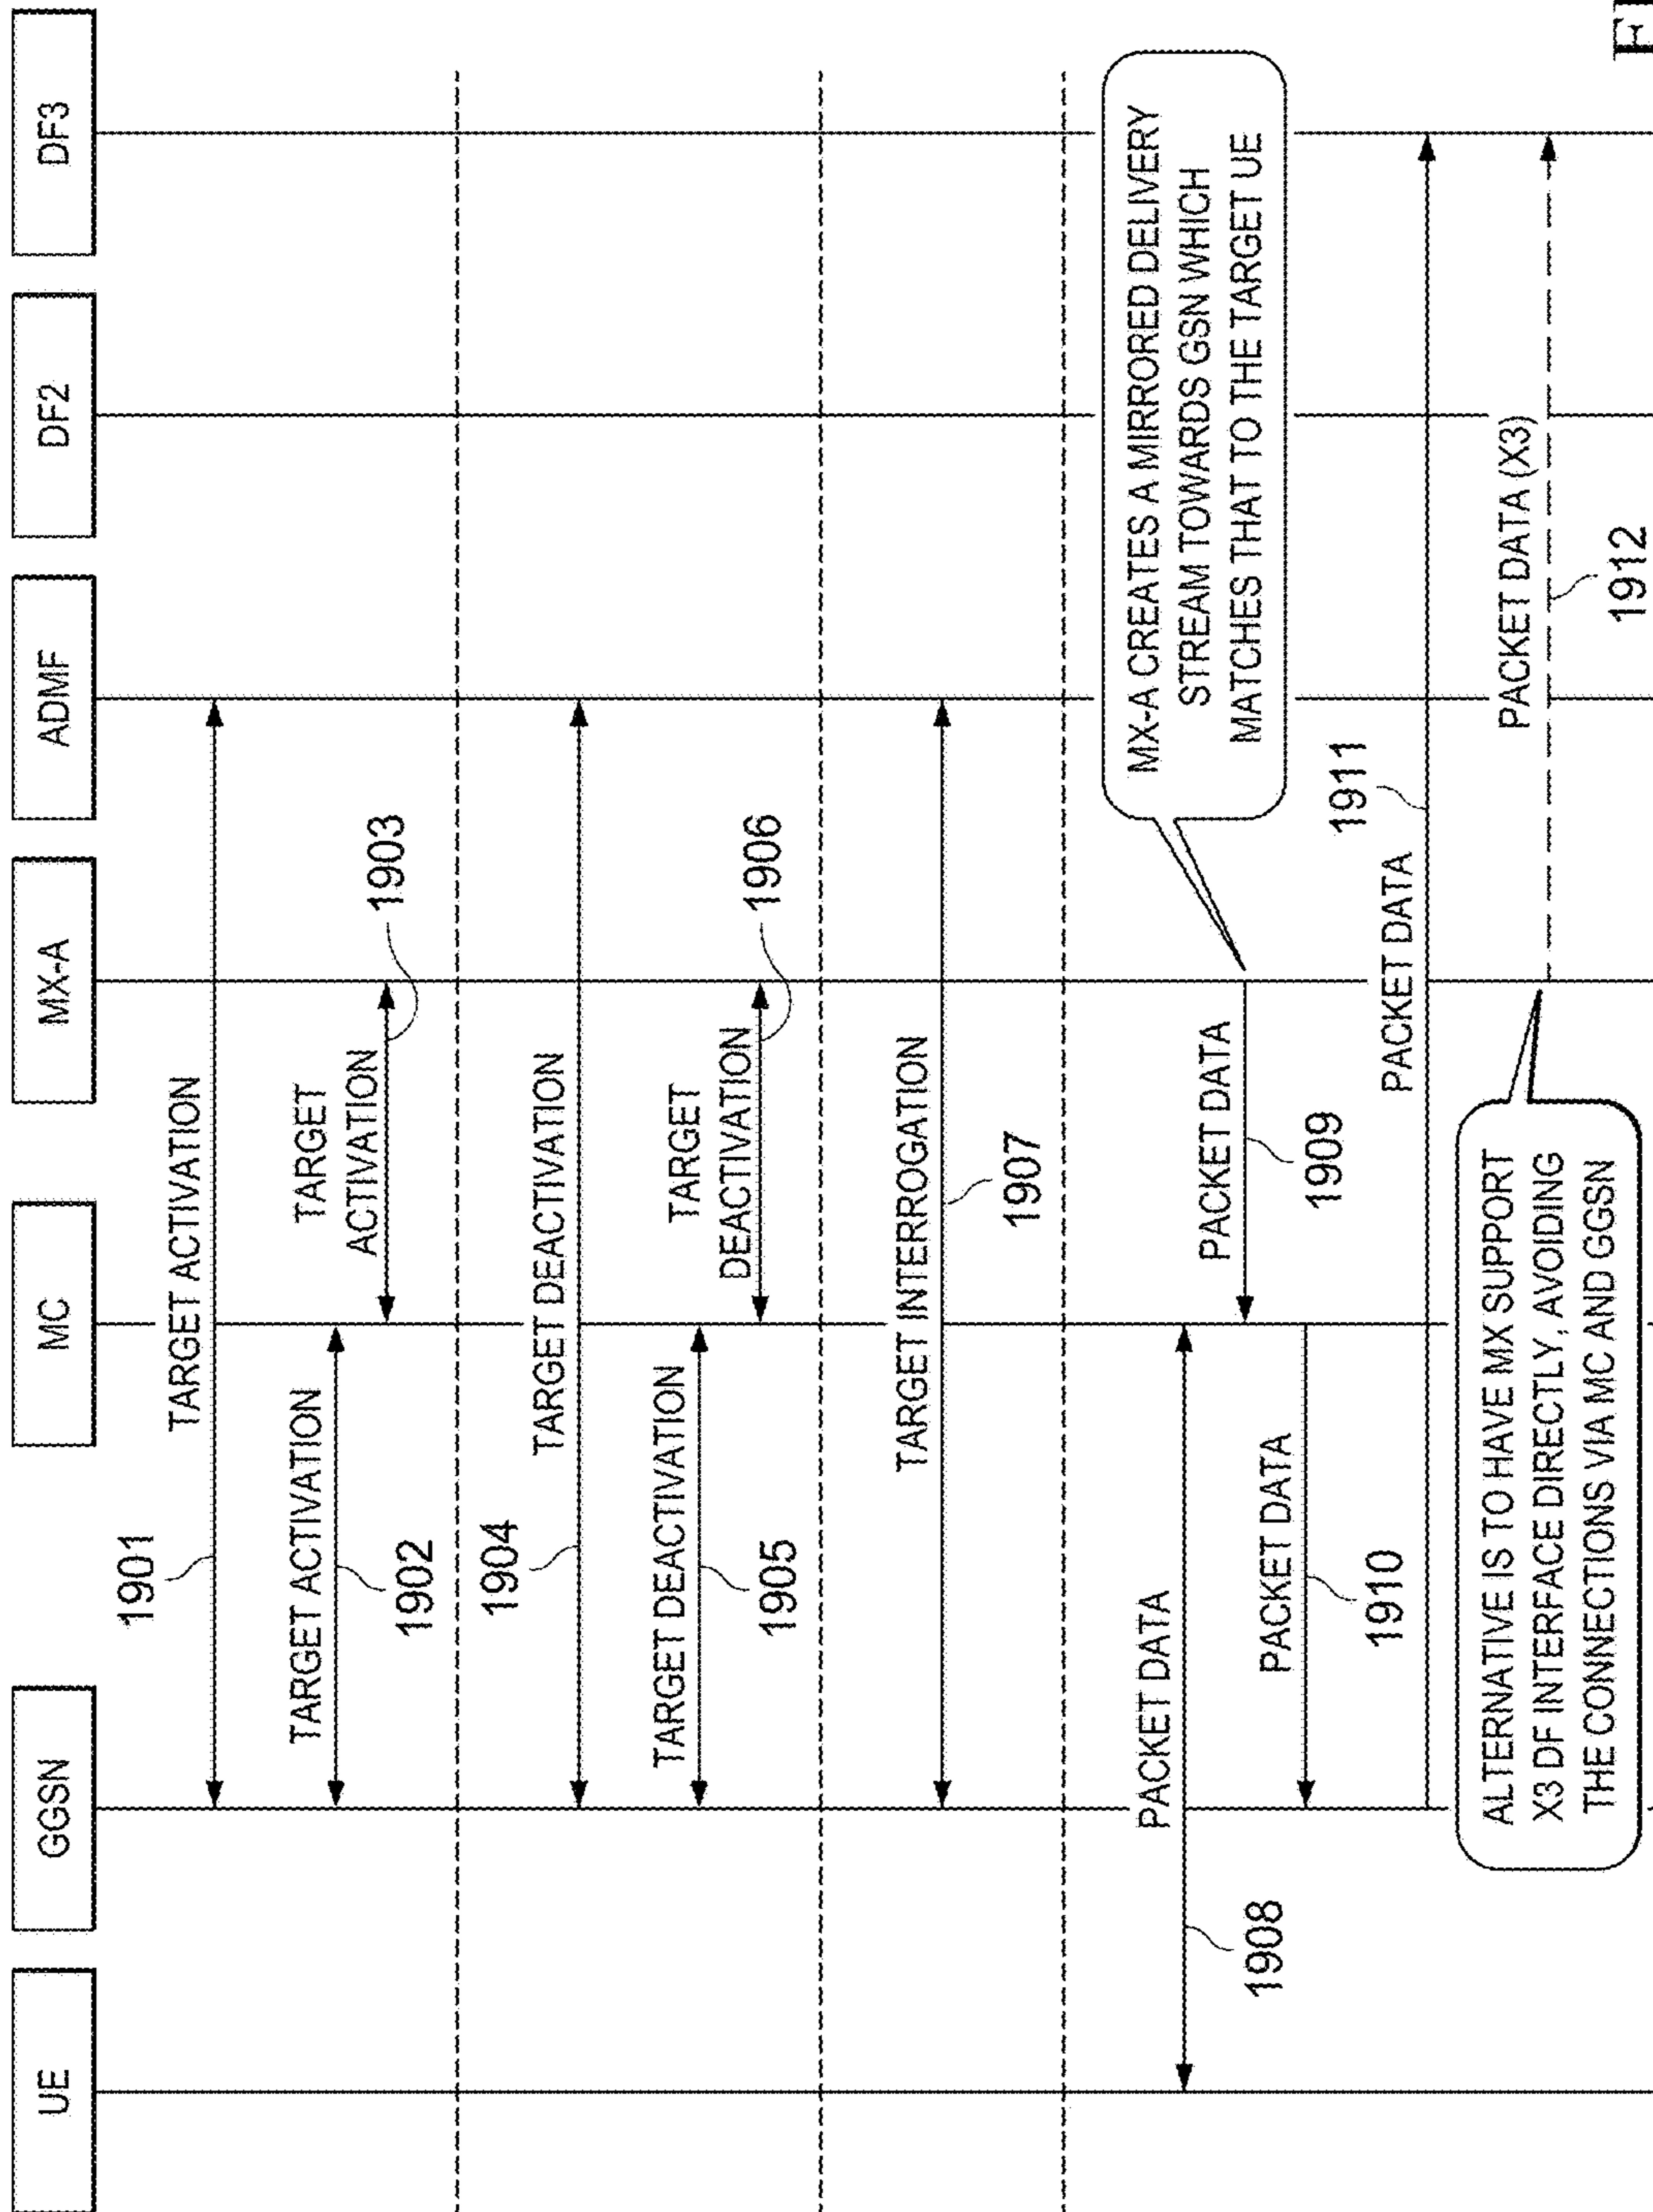 UE
GGSN
MC
MX-A
ADMF
DF2
DF3
1901
TARGET ACTIVATION
TARGET ACTIVATION
1902
TARGET
ACTIVATION
1903
1904
TARGET DEACTIVATION
TARGET DEACTIVATION
1905
TARGET
DEACTIVATION
1906
TARGET INTERROGATION
1907
PACKET DATA
1908
MX-A CREATES A MIRRORED DELIVERY
STREAM TOWARDS GSN WHICH
MATCHES THAT TO THE TARGET UE
PACKET DATA
1909
PACKET DATA
1910
PACKET DATA
1911
PACKET DATA (X3)
1912
ALTERNATIVE IS TO HAVE MX SUPPORT
X3 DF INTERFACE DIRECTLY, AVOIDING
THE CONNECTIONS VIA MC AND GGSN